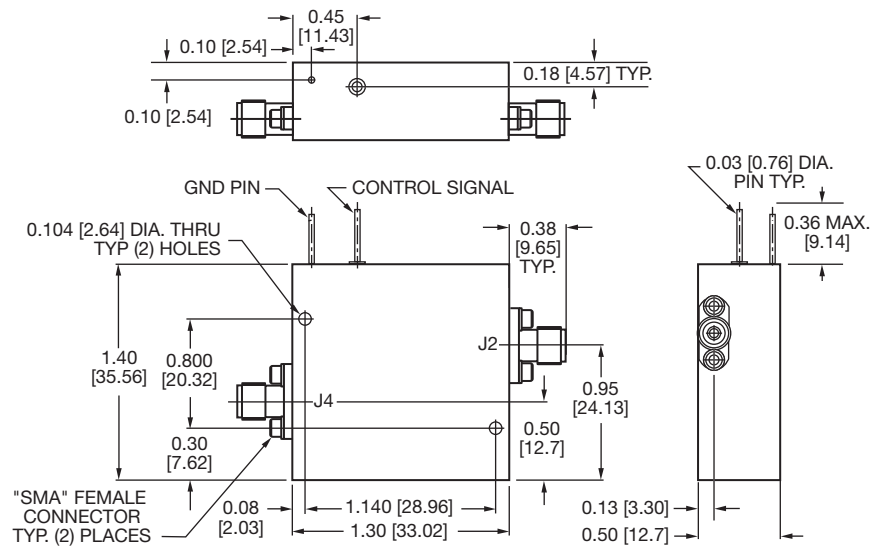 0.45
[11.43]
0.10 [2.54]
0.18 [4.57] TYP.
0.10 [2.54]
GND PIN
CONTROL SIGNAL
0.03 [0.76] DIA.
PIN TYP.
0.104 [2.64] DIA. THRU
TYP (2) HOLES
0.38
[9.65]
TYP.
0.36 MAX.
[9.14]
J2
1.40
[35.56]
0.800
[20.32]
J4
0.95
[24.13]
0.30
[7.62]
0.50
[12.7]
"SMA" FEMALE
CONNECTOR
TYP. (2) PLACES
0.08
[2.03]
1.140 [28.96]
1.30 [33.02]
0.13 [3.30]
0.50 [12.7]